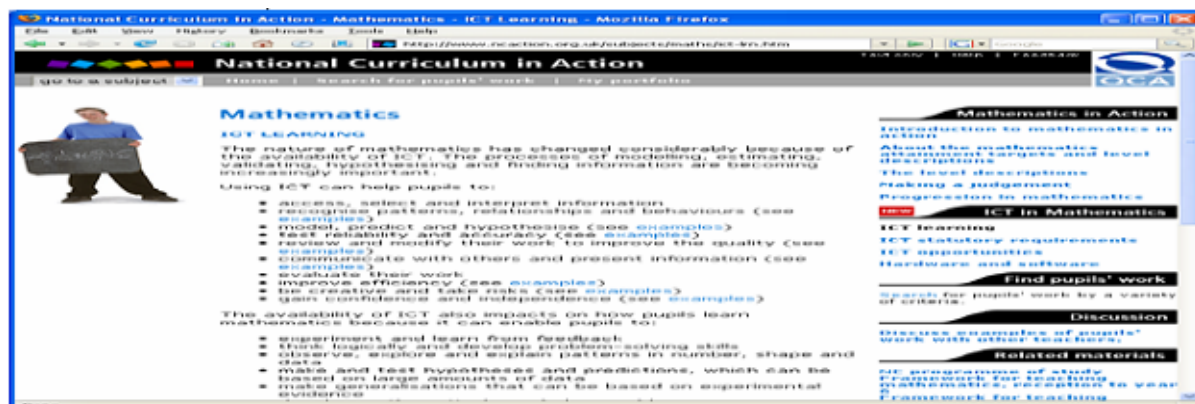 National Curriculum in Action - Mathematics - ICT Learning - Mozilla Firefox
File Edit View History Bookmarks Tools Help
http://www.ncaction.org.uk/subjects/maths/ict-lrn.htm
Google
National Curriculum in Action
QCA
go to a subject
Home | Search for pupils' work | My portfolio
Mathematics
ICT LEARNING
The nature of mathematics has changed considerably because of
the availability of ICT. The processes of modelling, estimating,
validating, hypothesising and finding information are becoming
increasingly important.
Using ICT can help pupils to:
• access, select and interpret information
• recognise patterns, relationships and behaviours (see
examples)
• model, predict and hypothesise (see examples)
• test reliability and accuracy (see examples)
• review and modify their work to improve the quality (see
examples)
• communicate with others and present information (see
examples)
• evaluate their work
• improve efficiency (see examples)
• be creative and take risks (see examples)
• gain confidence and independence (see examples)
The availability of ICT also impacts on how pupils learn
mathematics because it can enable pupils to:
• experiment and learn from feedback
• think logically and develop problem-solving skills
• observe, explore and explain patterns in number, shape and
data
• make and test hypotheses and predictions, which can be
based on large amounts of data
• make generalisations that can be based on experimental
evidence
Mathematics in Action
Introduction to mathematics in
action
About the mathematics
attainment targets and level
descriptions
The level descriptions
Making a judgement
Progression in mathematics
NEW ICT in Mathematics
ICT learning
ICT statutory requirements
ICT opportunities
Hardware and software
Find pupils' work
Search for pupils' work by a variety
of criteria.
Discussion
Discuss examples of pupils'
work with other teachers.
Related materials
NC programme of study
Framework for teaching
mathematics, reception to year
6
Framework for teaching